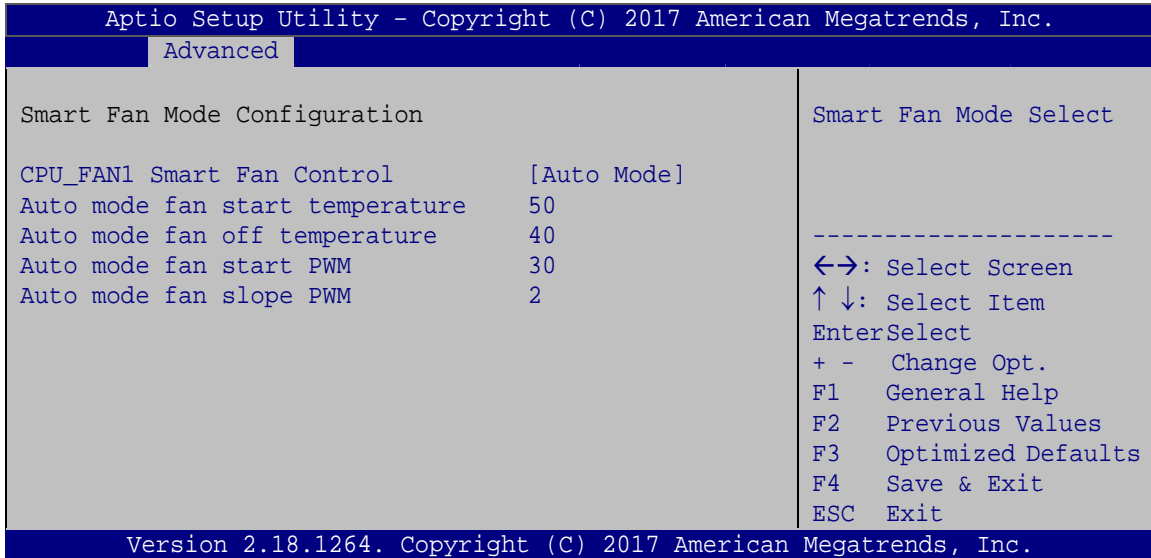 Aptio Setup Utility – Copyright (C) 2017 American Megatrends, Inc.
Advanced
Smart Fan Mode Configuration
CPU_FAN1 Smart Fan Control [Auto Mode]
Auto mode fan start temperature 50
Auto mode fan off temperature 40
Auto mode fan start PWM 30
Auto mode fan slope PWM 2
Smart Fan Mode Select
---------------------
←→: Select Screen
↑ ↓: Select Item
EnterSelect
+ - Change Opt.
F1 General Help
F2 Previous Values
F3 Optimized Defaults
F4 Save & Exit
ESC Exit
Version 2.18.1264. Copyright (C) 2017 American Megatrends, Inc.